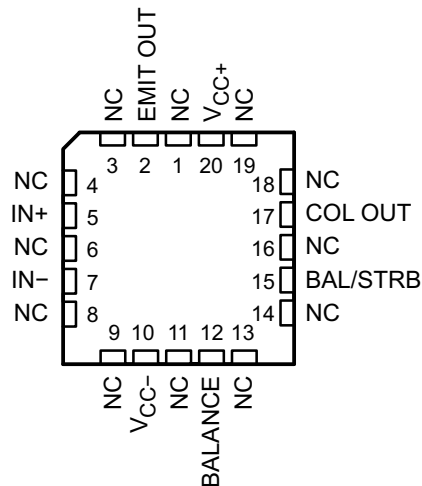 NC
EMIT OUT
NC
VCC+
NC
3 2 1 20 19
NC 4 18 NC
IN+ 5 17 COL OUT
NC 6 16 NC
IN− 7 15 BAL/STRB
NC 8 14 NC
9 10 11 12 13
NC
VCC−
NC
BALANCE
NC